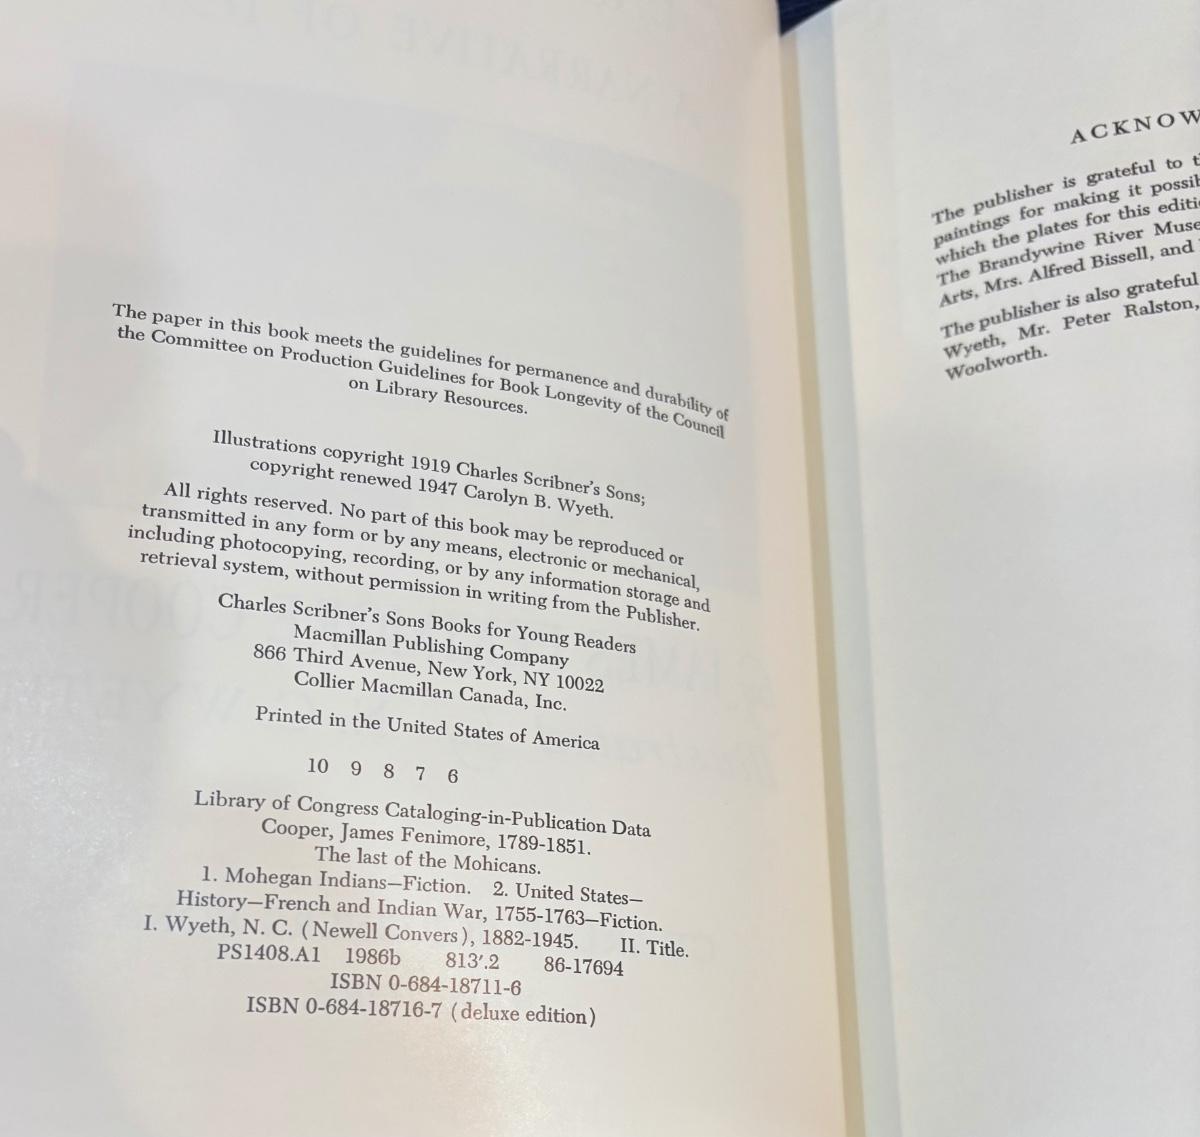 The paper in this book meets the guidelines for permanence and durability of
the Committee on Production Guidelines for Book Longevity of the Council
on Library Resources.
Illustrations copyright 1919 Charles Scribner's Sons;
copyright renewed 1947 Carolyn B. Wyeth.
All rights reserved. No part of this book may be reproduced or
transmitted in any form or by any means, electronic or mechanical,
including photocopying, recording, or by any information storage and
retrieval system, without permission in writing from the Publisher.
Charles Scribner's Sons Books for Young Readers
Macmillan Publishing Company
866 Third Avenue, New York, NY 10022
Collier Macmillan Canada, Inc.
Printed in the United States of America
10 9 8 7 6
Library of Congress Cataloging-in-Publication Data
Cooper, James Fenimore, 1789-1851.
The last of the Mohicans.
1. Mohegan Indians—Fiction. 2. United States—
History—French and Indian War, 1755-1763—Fiction.
I. Wyeth, N. C. (Newell Convers), 1882-1945. II. Title.
PS1408.A1 1986b 813'.2 86-17694
ISBN 0-684-18711-6
ISBN 0-684-18716-7 (deluxe edition)
ACKNOW
The publisher is grateful to t
paintings for making it possib
which the plates for this editi
The Brandywine River Muse
Arts, Mrs. Alfred Bissell, and
The publisher is also grateful
Wyeth, Mr. Peter Ralston,
Woolworth.